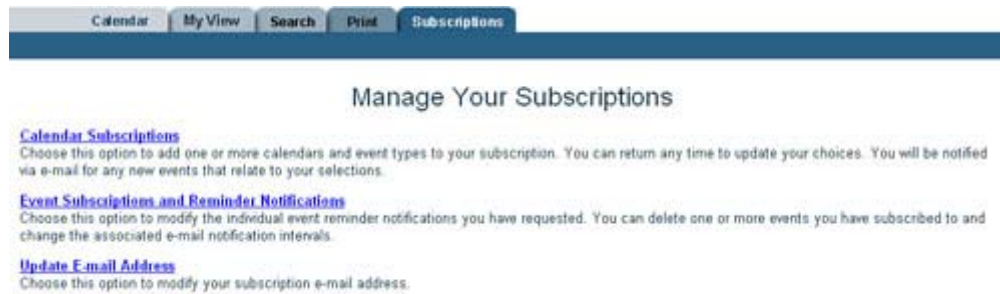 Calendar My View Search Print Subscriptions
Manage Your Subscriptions
Calendar Subscriptions
Choose this option to add one or more calendars and event types to your subscription. You can return any time to update your choices. You will be notified
via e-mail for any new events that relate to your selections.
Event Subscriptions and Reminder Notifications
Choose this option to modify the individual event reminder notifications you have requested. You can delete one or more events you have subscribed to and
change the associated e-mail notification intervals.
Update E-mail Address
Choose this option to modify your subscription e-mail address.